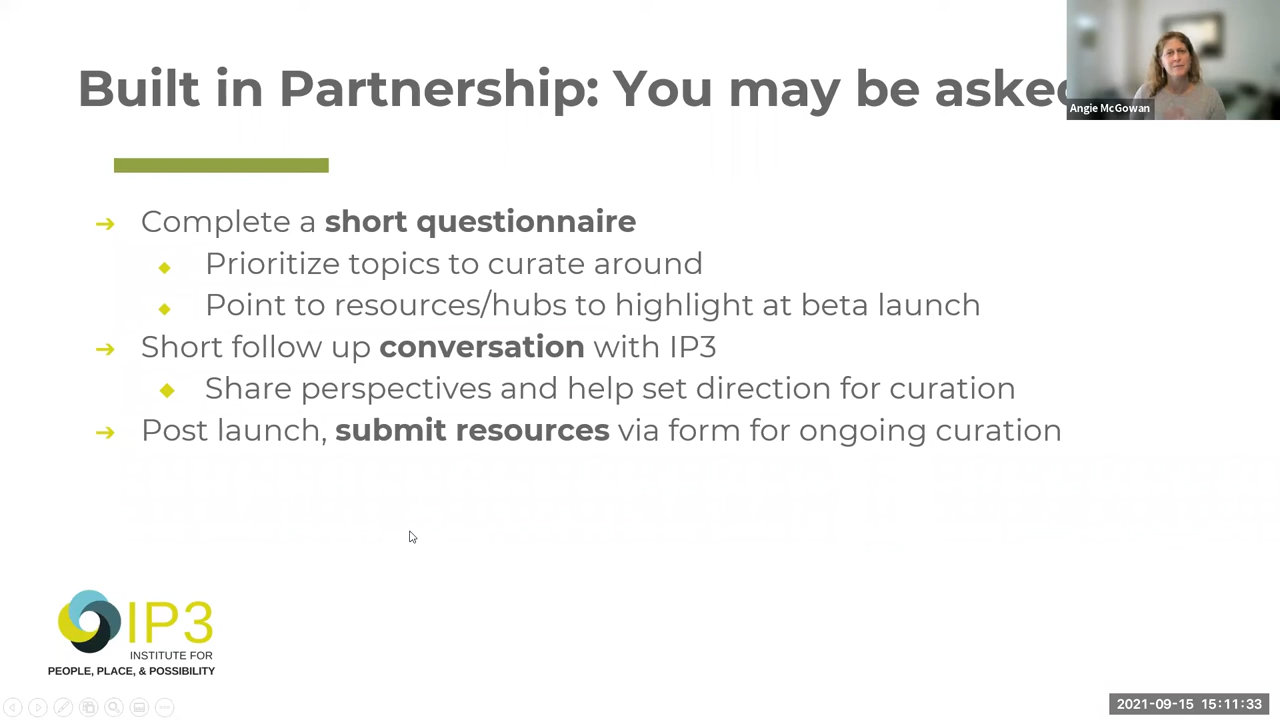 Built in Partnership: You may be asked
Angie McGowan
➔ Complete a short questionnaire
◆ Prioritize topics to curate around
◆ Point to resources/hubs to highlight at beta launch
➔ Short follow up conversation with IP3
◆ Share perspectives and help set direction for curation
➔ Post launch, submit resources via form for ongoing curation
IP3
INSTITUTE FOR
PEOPLE, PLACE, & POSSIBILITY
2021-09-15 15:11:33